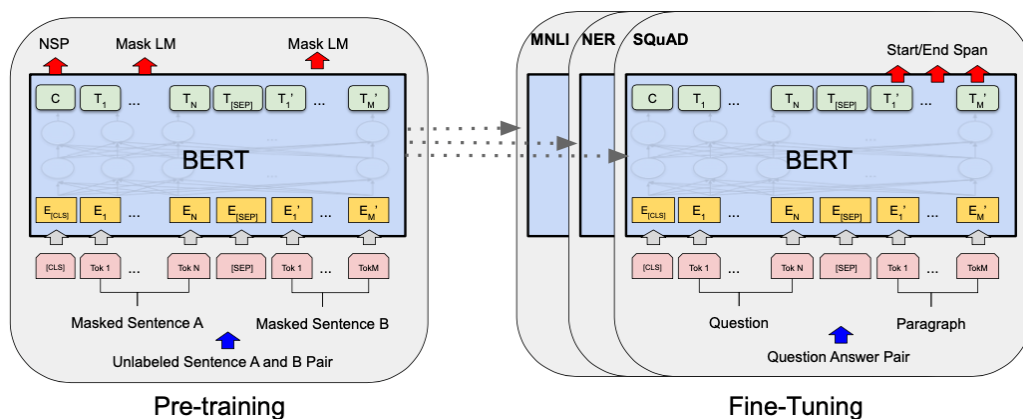 NSP Mask LM Mask LM
C T1 ... TN T[SEP] T1' ... TM'
BERT
E[CLS] E1 ... EN E[SEP] E1' ... EM'
[CLS] Tok 1 ... Tok N [SEP] Tok 1 ... TokM
Masked Sentence A Masked Sentence B
Unlabeled Sentence A and B Pair
Pre-training
MNLI NER SQuAD
Start/End Span
C T1 ... TN T[SEP] T1' ... TM'
BERT
E[CLS] E1 ... EN E[SEP] E1' ... EM'
[CLS] Tok 1 ... Tok N [SEP] Tok 1 ... TokM
Question Paragraph
Question Answer Pair
Fine-Tuning